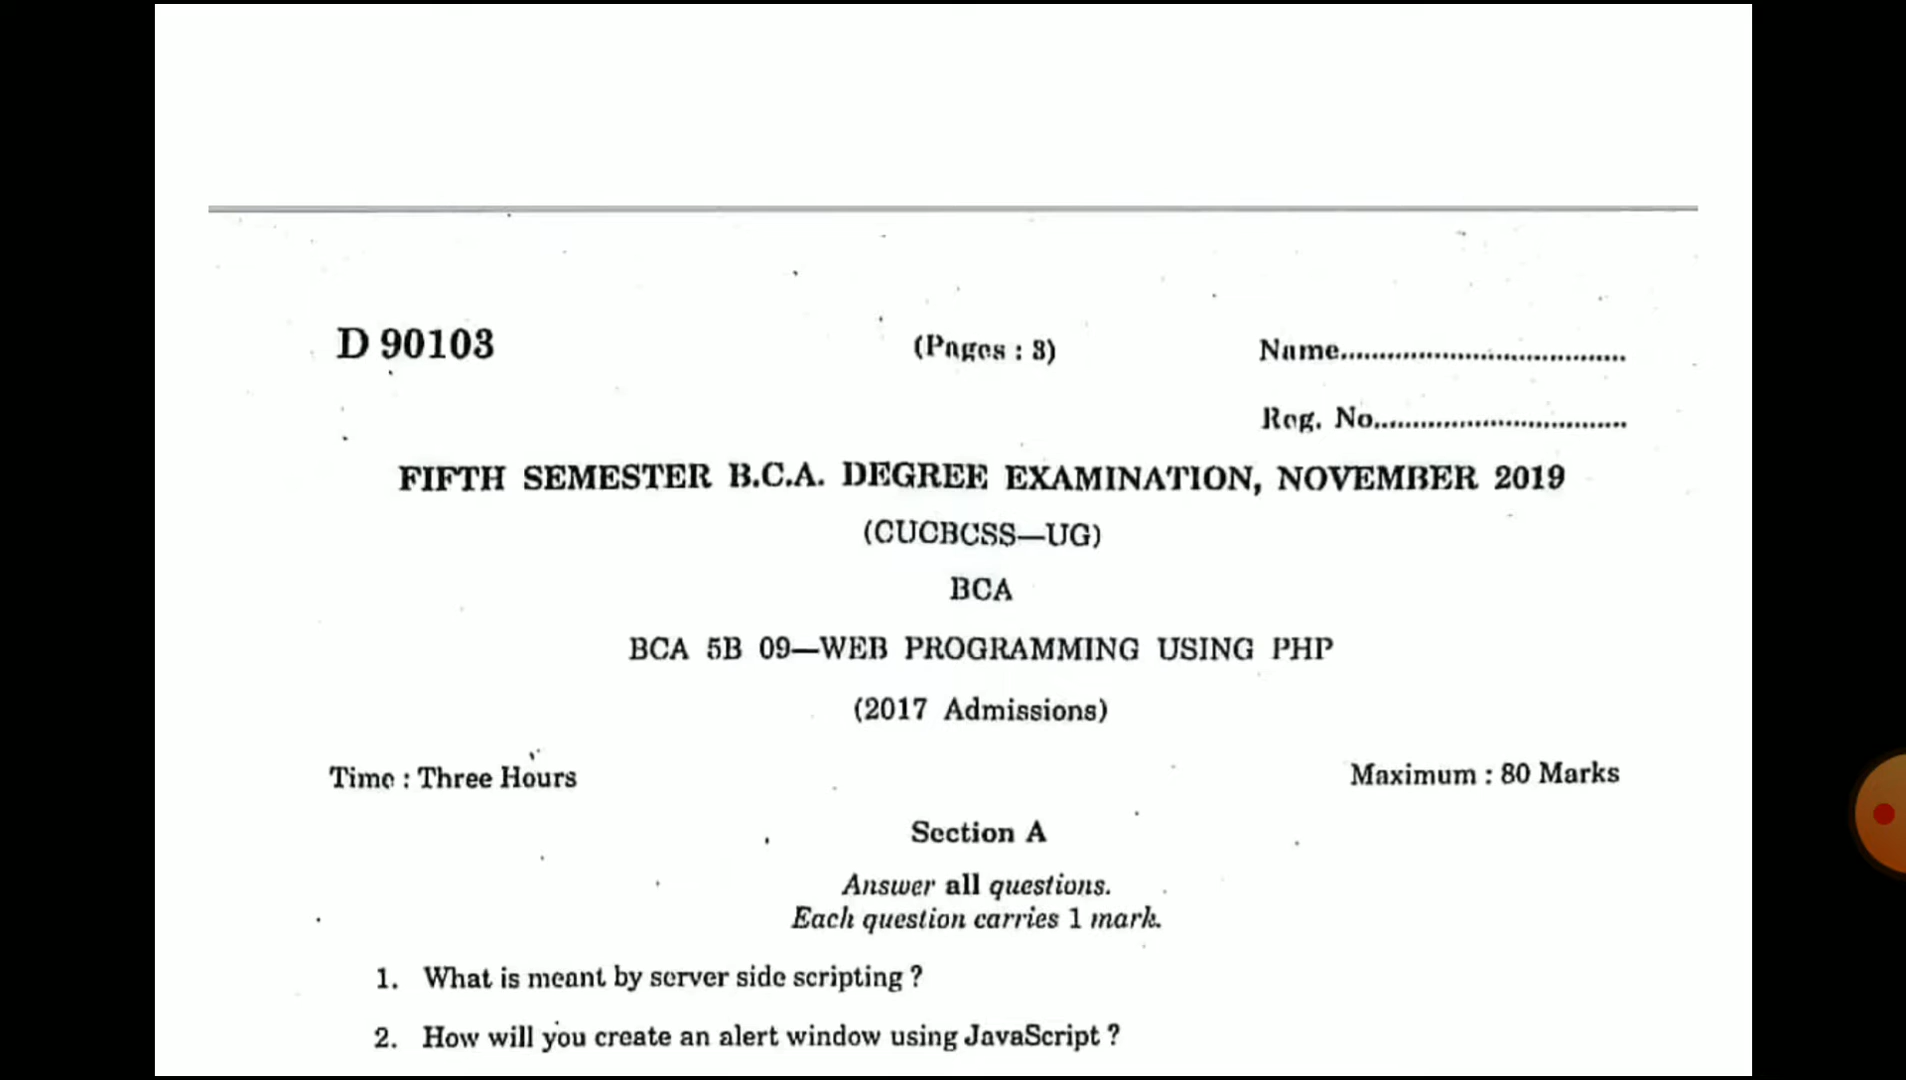 D 90103
(Pages : 3)
Name....................................
Reg. No.................................
FIFTH SEMESTER B.C.A. DEGREE EXAMINATION, NOVEMBER 2019
(CUCBCSS—UG)
BCA
BCA 5B 09—WEB PROGRAMMING USING PHP
(2017 Admissions)
Time : Three Hours
Maximum : 80 Marks
Section A
Answer all questions.
Each question carries 1 mark.
1. What is meant by server side scripting ?
2. How will you create an alert window using JavaScript ?